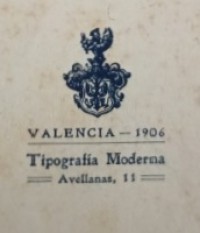 VALENCIA — 1906
Tipografía Moderna
Avellanas, 11